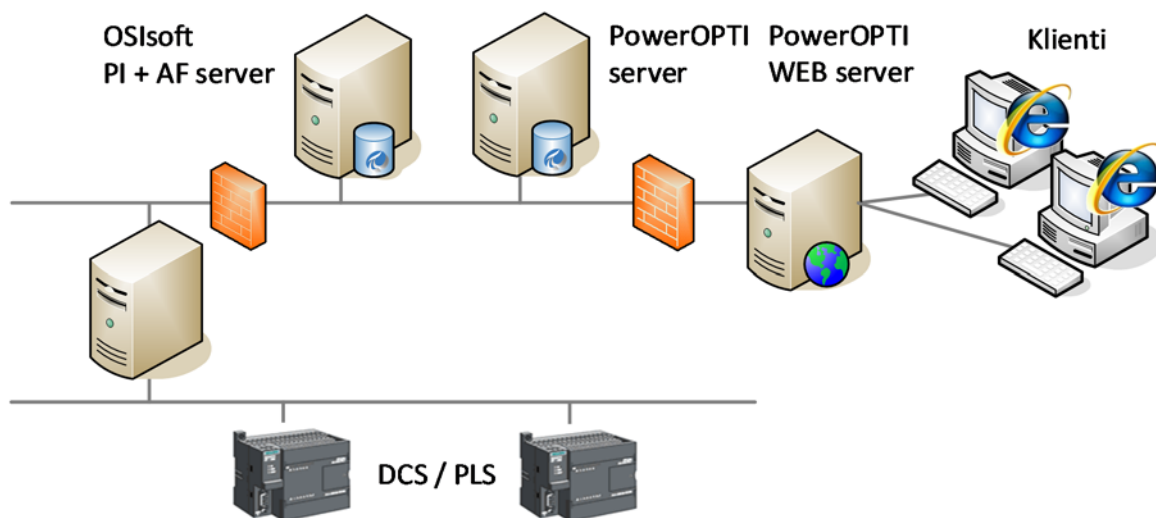 OSIsoft
PI + AF server
PowerOPTI
server
PowerOPTI
WEB server
Klienti
DCS / PLS